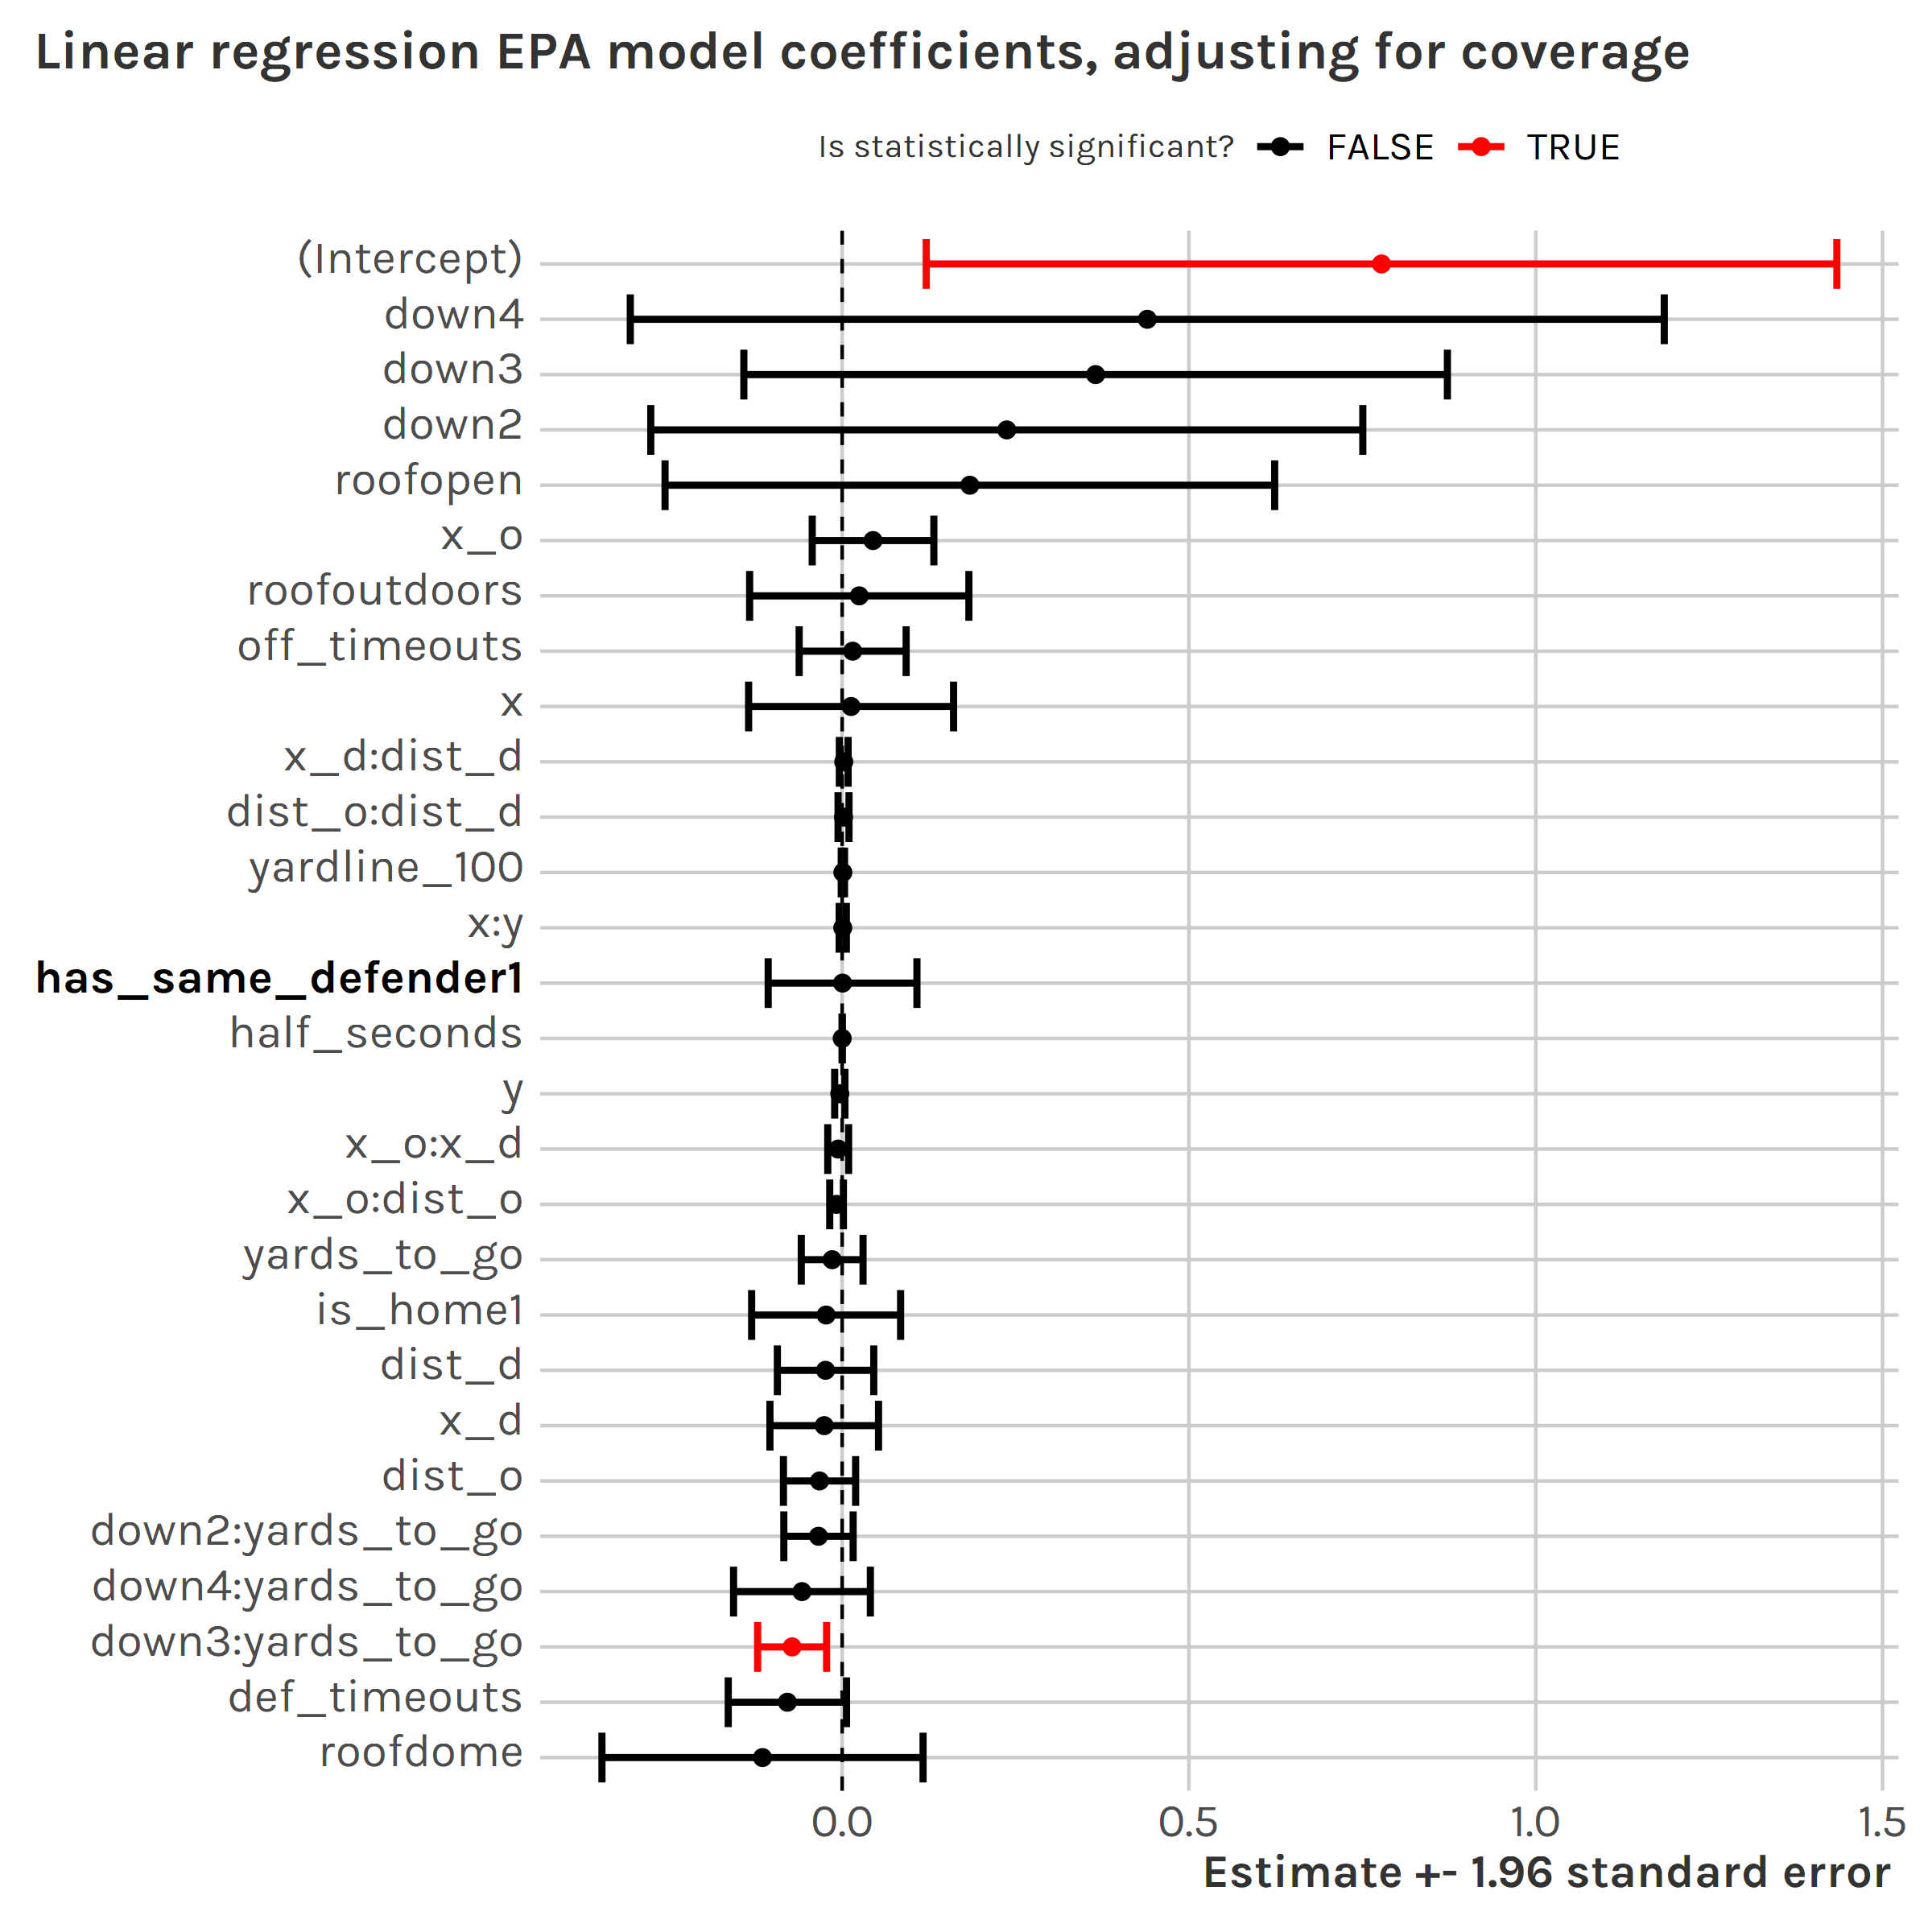 Linear regression EPA model coefficients, adjusting for coverage
Is statistically significant? FALSE TRUE
(Intercept)
down4
down3
down2
roofopen
x_o
roofoutdoors
off_timeouts
x
x_d:dist_d
dist_o:dist_d
yardline_100
x:y
has_same_defender1
half_seconds
y
x_o:x_d
x_o:dist_o
yards_to_go
is_home1
dist_d
x_d
dist_o
down2:yards_to_go
down4:yards_to_go
down3:yards_to_go
def_timeouts
roofdome
0.0 0.5 1.0 1.5
Estimate +- 1.96 standard error